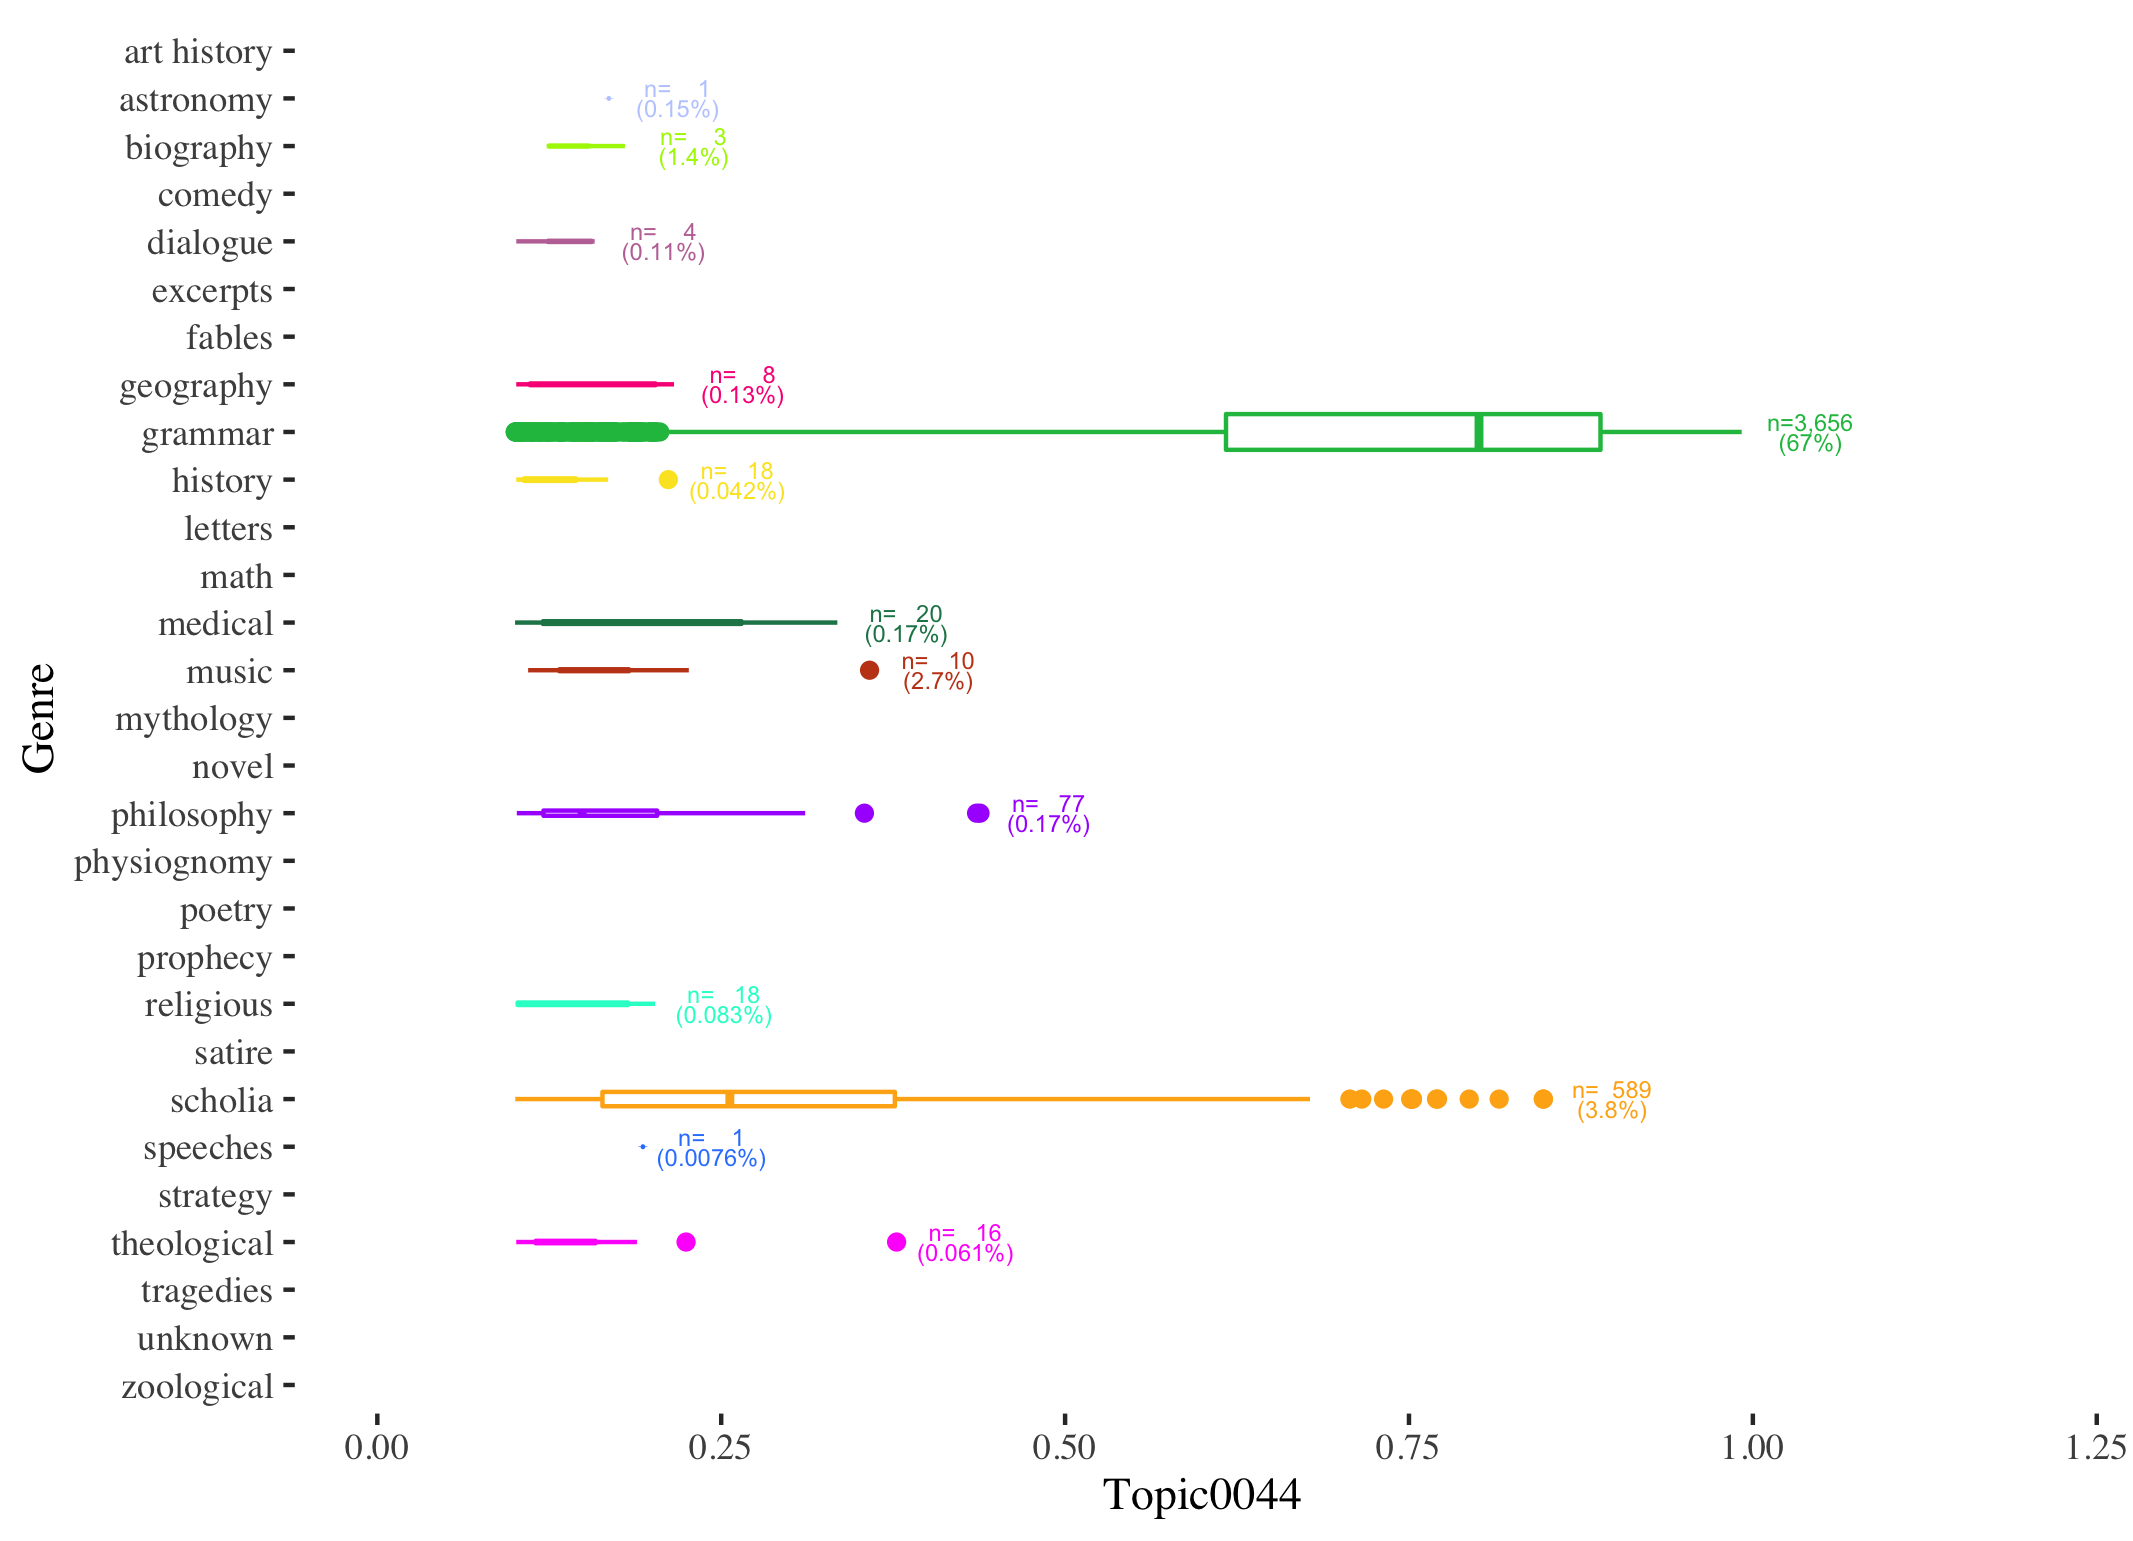 art history
astronomy
n= 1
(0.15%)
biography
n= 3
(1.4%)
comedy
dialogue
n= 4
(0.11%)
excerpts
fables
geography
n= 8
(0.13%)
grammar
n=3,656
(67%)
history
n= 18
(0.042%)
letters
math
medical
n= 20
(0.17%)
music
n= 10
(2.7%)
mythology
novel
philosophy
n= 77
(0.17%)
physiognomy
poetry
prophecy
religious
n= 18
(0.083%)
satire
scholia
n= 589
(3.8%)
speeches
n= 1
(0.0076%)
strategy
theological
n= 16
(0.061%)
tragedies
unknown
zoological
Genre
0.00 0.25 0.50 0.75 1.00 1.25
Topic0044